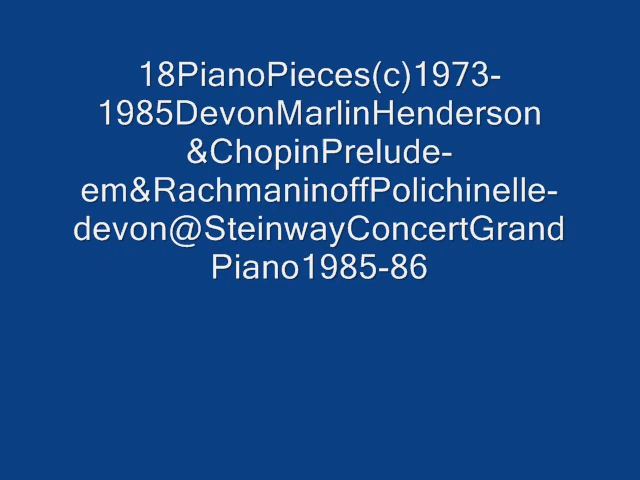 18PianoPieces(c)1973-
1985DevonMarlinHenderson
&ChopinPrelude-
em&RachmaninoffPolichinelle-
devon@SteinwayConcertGrand
Piano1985-86